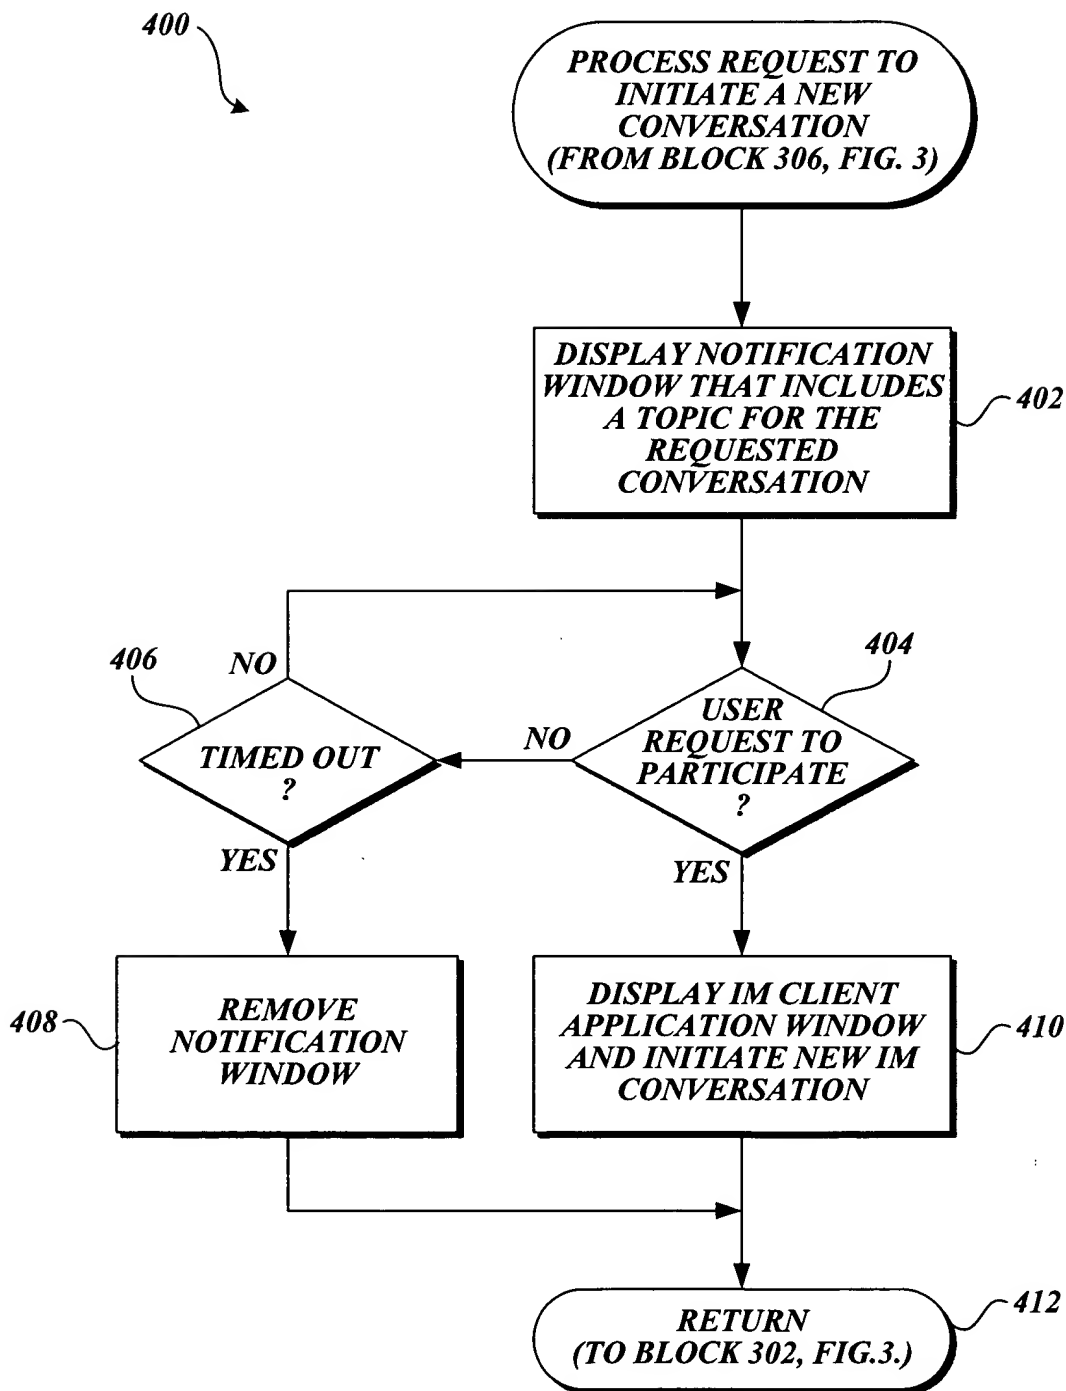 400
PROCESS REQUEST TO
INITIATE A NEW
CONVERSATION
(FROM BLOCK 306, FIG. 3)
DISPLAY NOTIFICATION
WINDOW THAT INCLUDES
A TOPIC FOR THE
REQUESTED
CONVERSATION
402
406
NO
404
TIMED OUT
?
NO
USER
REQUEST TO
PARTICIPATE
?
YES
YES
408
REMOVE
NOTIFICATION
WINDOW
DISPLAY IM CLIENT
APPLICATION WINDOW
AND INITIATE NEW IM
CONVERSATION
410
RETURN
(TO BLOCK 302, FIG.3.)
412